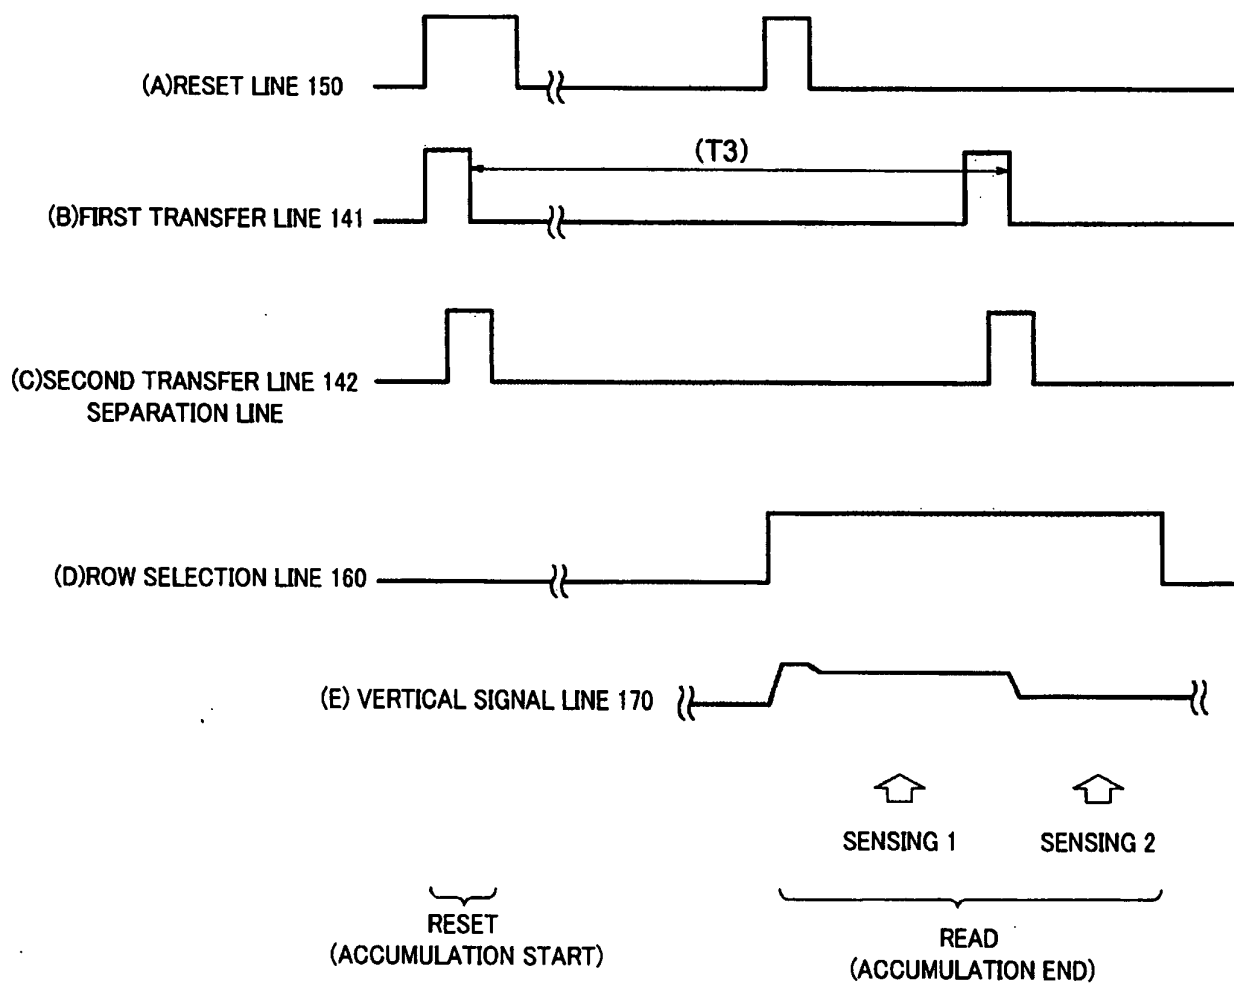 (A)RESET LINE 150
(T3)
(B)FIRST TRANSFER LINE 141
(C)SECOND TRANSFER LINE 142
SEPARATION LINE
(D)ROW SELECTION LINE 160
(E) VERTICAL SIGNAL LINE 170
SENSING 1
SENSING 2
RESET
(ACCUMULATION START)
READ
(ACCUMULATION END)